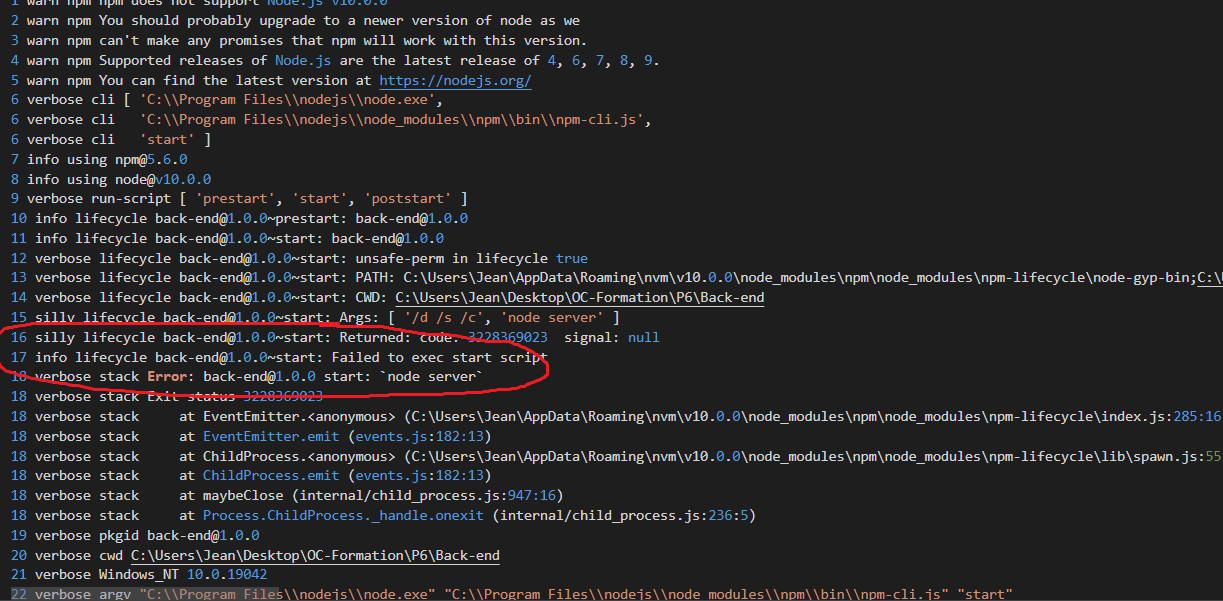 1 warn npm npm does not support Node.js v10.0.0
2 warn npm You should probably upgrade to a newer version of node as we
3 warn npm can't make any promises that npm will work with this version.
4 warn npm Supported releases of Node.js are the latest release of 4, 6, 7, 8, 9.
5 warn npm You can find the latest version at https://nodejs.org/
6 verbose cli [ 'C:\\Program Files\\nodejs\\node.exe',
6 verbose cli   'C:\\Program Files\\nodejs\\node_modules\\npm\\bin\\npm-cli.js',
6 verbose cli   'start' ]
7 info using npm@5.6.0
8 info using node@v10.0.0
9 verbose run-script [ 'prestart', 'start', 'poststart' ]
10 info lifecycle back-end@1.0.0~prestart: back-end@1.0.0
11 info lifecycle back-end@1.0.0~start: back-end@1.0.0
12 verbose lifecycle back-end@1.0.0~start: unsafe-perm in lifecycle true
13 verbose lifecycle back-end@1.0.0~start: PATH: C:\Users\Jean\AppData\Roaming\nvm\v10.0.0\node_modules\npm\node_modules\npm-lifecycle\node-gyp-bin;C:\
14 verbose lifecycle back-end@1.0.0~start: CWD: C:\Users\Jean\Desktop\OC-Formation\P6\Back-end
15 silly lifecycle back-end@1.0.0~start: Args: [ '/d /s /c', 'node server' ]
16 silly lifecycle back-end@1.0.0~start: Returned: code: 3228369023  signal: null
17 info lifecycle back-end@1.0.0~start: Failed to exec start script
18 verbose stack Error: back-end@1.0.0 start: `node server`
18 verbose stack Exit status 3228369023
18 verbose stack     at EventEmitter.<anonymous> (C:\Users\Jean\AppData\Roaming\nvm\v10.0.0\node_modules\npm\node_modules\npm-lifecycle\index.js:285:16
18 verbose stack     at EventEmitter.emit (events.js:182:13)
18 verbose stack     at ChildProcess.<anonymous> (C:\Users\Jean\AppData\Roaming\nvm\v10.0.0\node_modules\npm\node_modules\npm-lifecycle\lib\spawn.js:55
18 verbose stack     at ChildProcess.emit (events.js:182:13)
18 verbose stack     at maybeClose (internal/child_process.js:947:16)
18 verbose stack     at Process.ChildProcess._handle.onexit (internal/child_process.js:236:5)
19 verbose pkgid back-end@1.0.0
20 verbose cwd C:\Users\Jean\Desktop\OC-Formation\P6\Back-end
21 verbose Windows_NT 10.0.19042
22 verbose argv "C:\\Program Files\\nodejs\\node.exe" "C:\\Program Files\\nodejs\\node_modules\\npm\\bin\\npm-cli.js" "start"